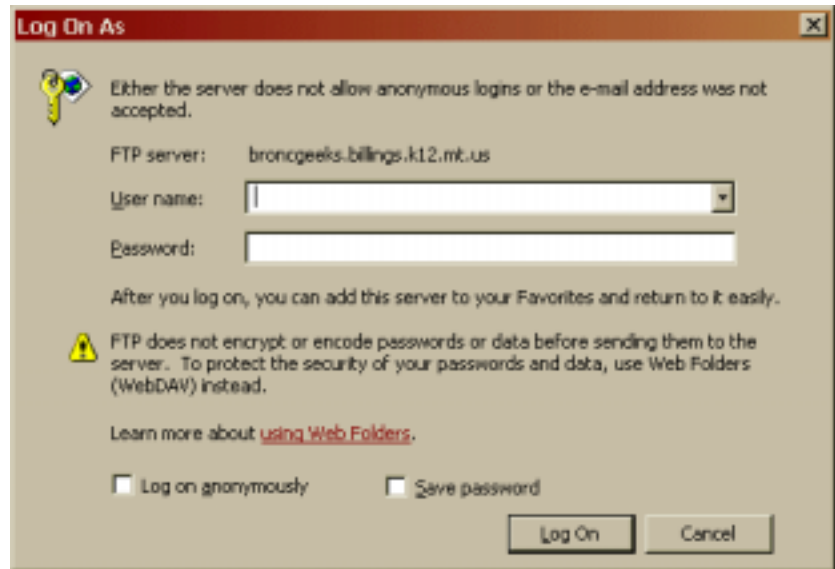 Log On As
Either the server does not allow anonymous logins or the e-mail address was not
accepted.
FTP server: broncgeeks.billings.k12.mt.us
User name:
Password:
After you log on, you can add this server to your Favorites and return to it easily.
FTP does not encrypt or encode passwords or data before sending them to the
server. To protect the security of your passwords and data, use Web Folders
(WebDAV) instead.
Learn more about using Web Folders.
Log on anonymously Save password
Log On Cancel